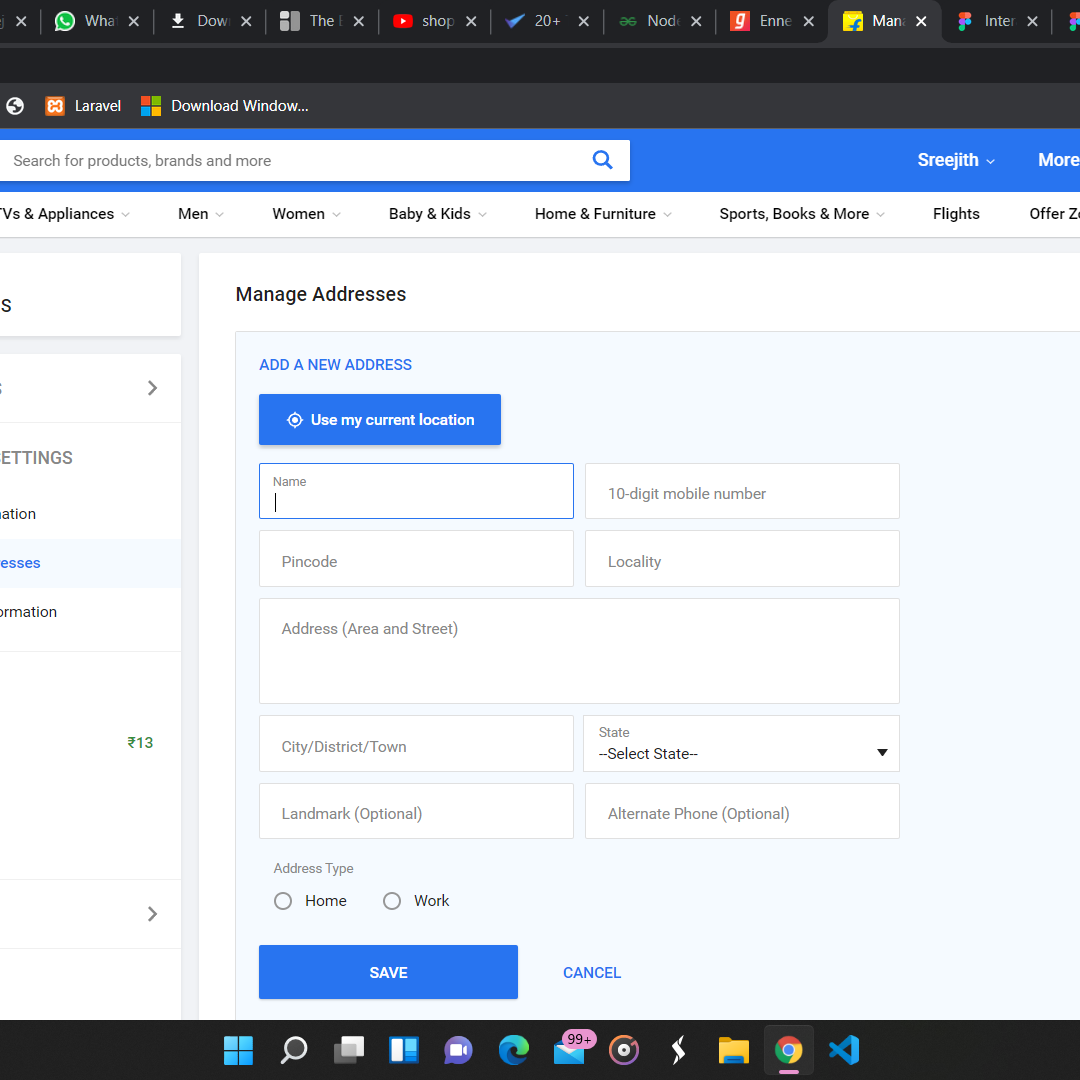 Wha
Dow
The
shop
20+
Node
Enne
Mana
Inter
Laravel
Download Window...
Search for products, brands and more
Sreejith
More
TVs & Appliances
Men
Women
Baby & Kids
Home & Furniture
Sports, Books & More
Flights
Offer Zo
S
Manage Addresses
ADD A NEW ADDRESS
S
Use my current location
ETTINGS
Name
10-digit mobile number
ation
Pincode
Locality
esses
ormation
Address (Area and Street)
₹13
City/District/Town
State
--Select State--
Landmark (Optional)
Alternate Phone (Optional)
Address Type
Home
Work
SAVE
CANCEL
99+